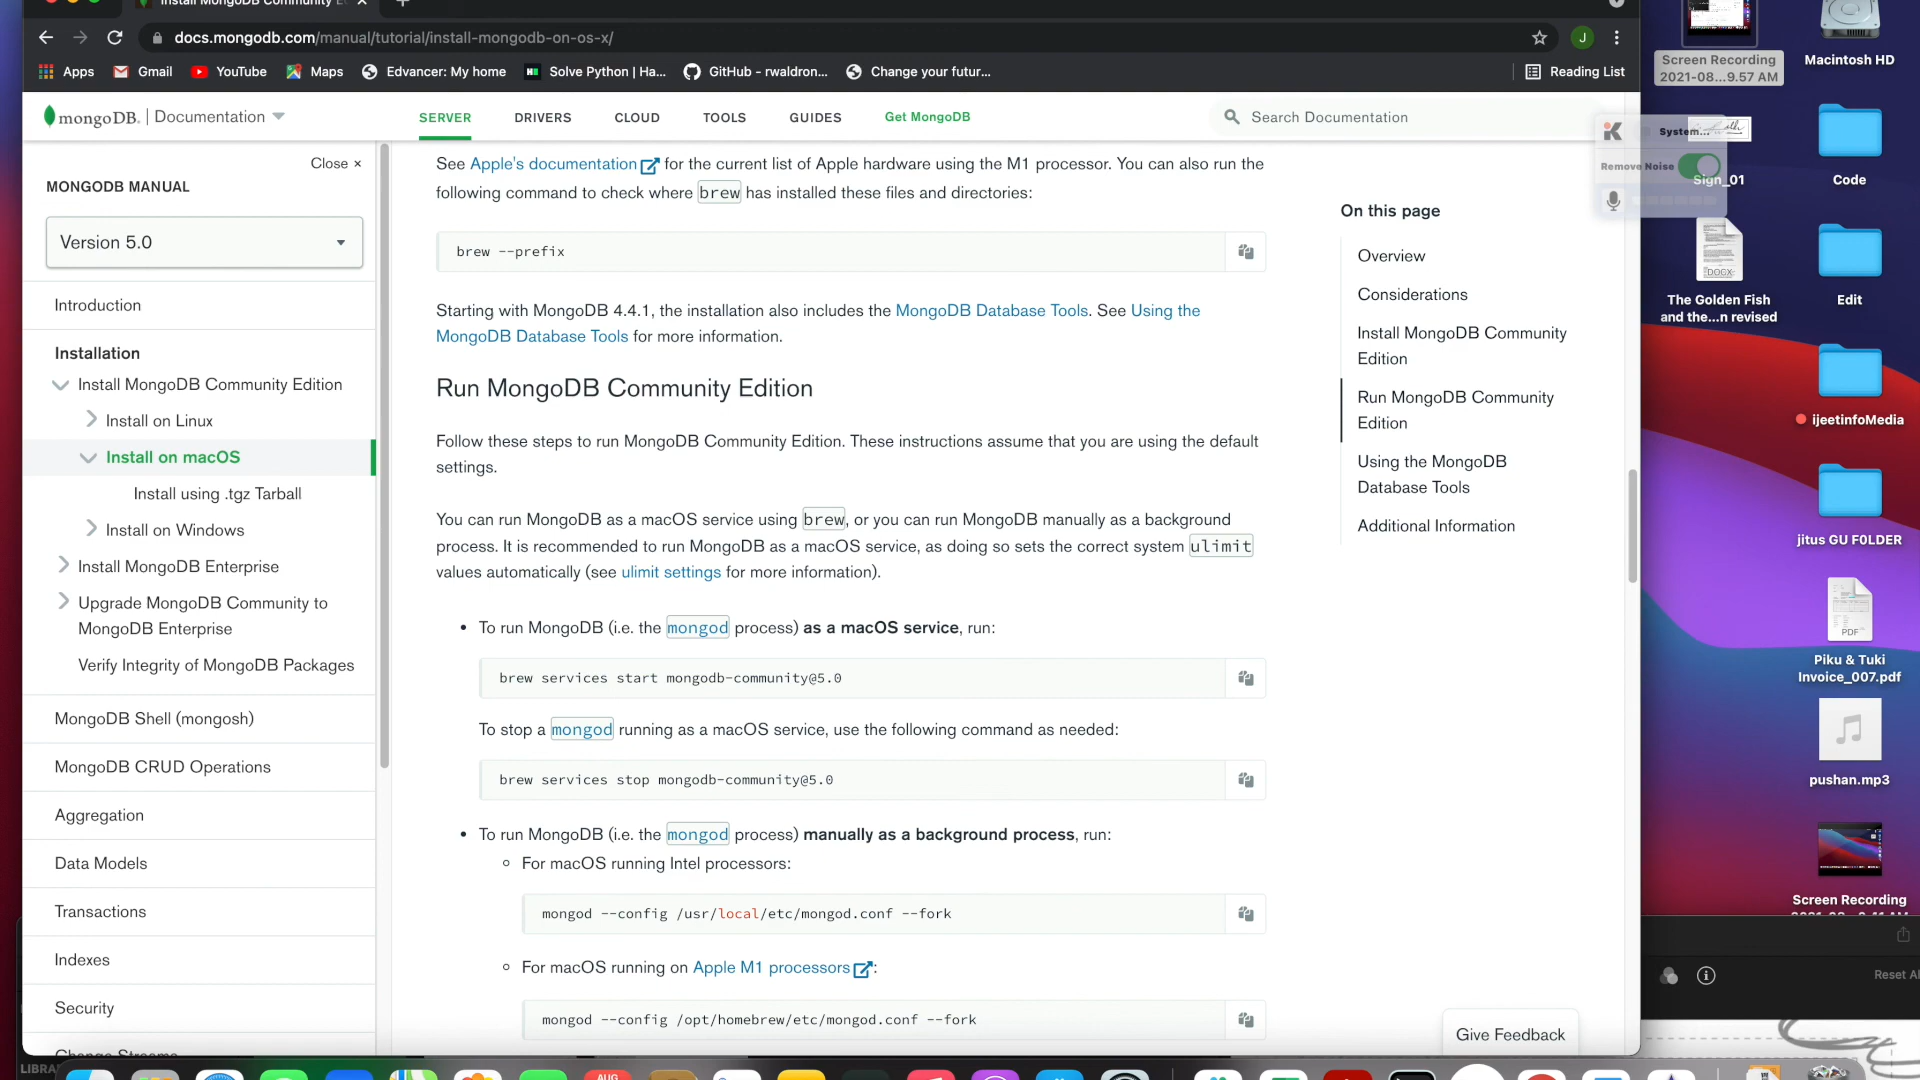 docs.mongodb.com/manual/tutorial/install-mongodb-on-os-x/
J
Apps
Gmail
YouTube
Maps
Edvancer: My home
Solve Python | Ha...
GitHub - rwaldron...
Change your futur...
Reading List
mongoDB. | Documentation
SERVER
DRIVERS
CLOUD
TOOLS
GUIDES
Get MongoDB
Search Documentation
Close ×
MONGODB MANUAL
Version 5.0
Introduction
Installation
Install MongoDB Community Edition
Install on Linux
Install on macOS
Install using .tgz Tarball
Install on Windows
Install MongoDB Enterprise
Upgrade MongoDB Community to
MongoDB Enterprise
Verify Integrity of MongoDB Packages
MongoDB Shell (mongosh)
MongoDB CRUD Operations
Aggregation
Data Models
Transactions
Indexes
Security
Change Streams
See Apple's documentation for the current list of Apple hardware using the M1 processor. You can also run the
following command to check where brew has installed these files and directories:
brew --prefix
Starting with MongoDB 4.4.1, the installation also includes the MongoDB Database Tools. See Using the
MongoDB Database Tools for more information.
Run MongoDB Community Edition
Follow these steps to run MongoDB Community Edition. These instructions assume that you are using the default
settings.
You can run MongoDB as a macOS service using brew, or you can run MongoDB manually as a background
process. It is recommended to run MongoDB as a macOS service, as doing so sets the correct system ulimit
values automatically (see ulimit settings for more information).
• To run MongoDB (i.e. the mongod process) as a macOS service, run:
brew services start mongodb-community@5.0
To stop a mongod running as a macOS service, use the following command as needed:
brew services stop mongodb-community@5.0
• To run MongoDB (i.e. the mongod process) manually as a background process, run:
For macOS running Intel processors:
mongod --config /usr/local/etc/mongod.conf --fork
For macOS running on Apple M1 processors:
mongod --config /opt/homebrew/etc/mongod.conf --fork
On this page
Overview
Considerations
Install MongoDB Community
Edition
Run MongoDB Community
Edition
Using the MongoDB
Database Tools
Additional Information
Give Feedback
Screen Recording
2021-08...9.57 AM
Macintosh HD
System...
Remove Noise
Sign_01
Code
DOCX
The Golden Fish
and the...n revised
Edit
ijeetinfoMedia
jitus GU F0LDER
PDF
Piku & Tuki
Invoice_007.pdf
pushan.mp3
Screen Recording
Reset Al
AUG